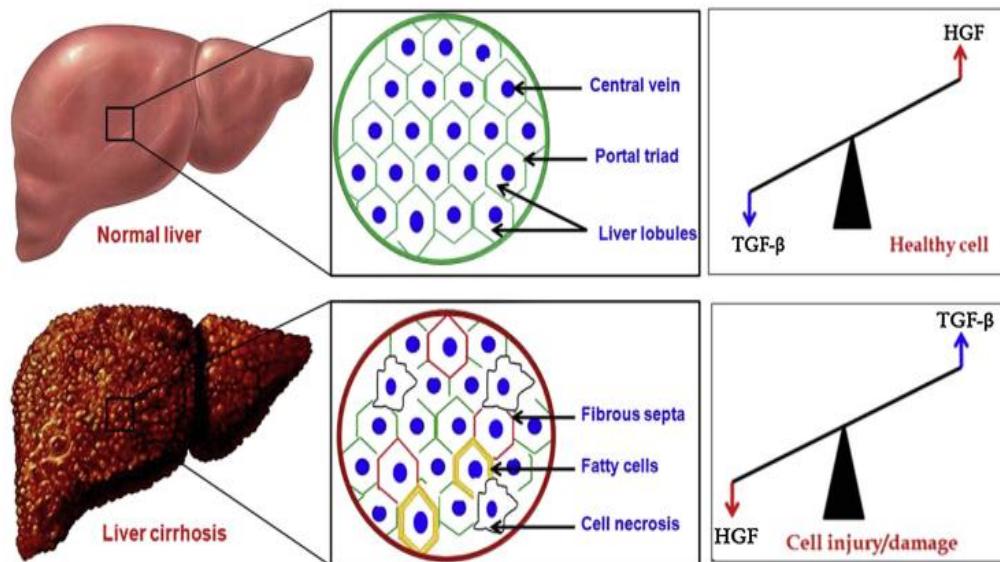 HGF
Central vein
Portal triad
Liver lobules
Normal liver
TGF-β
Healthy cell
TGF-β
Fibrous septa
Fatty cells
Cell necrosis
Liver cirrhosis
HGF
Cell injury/damage